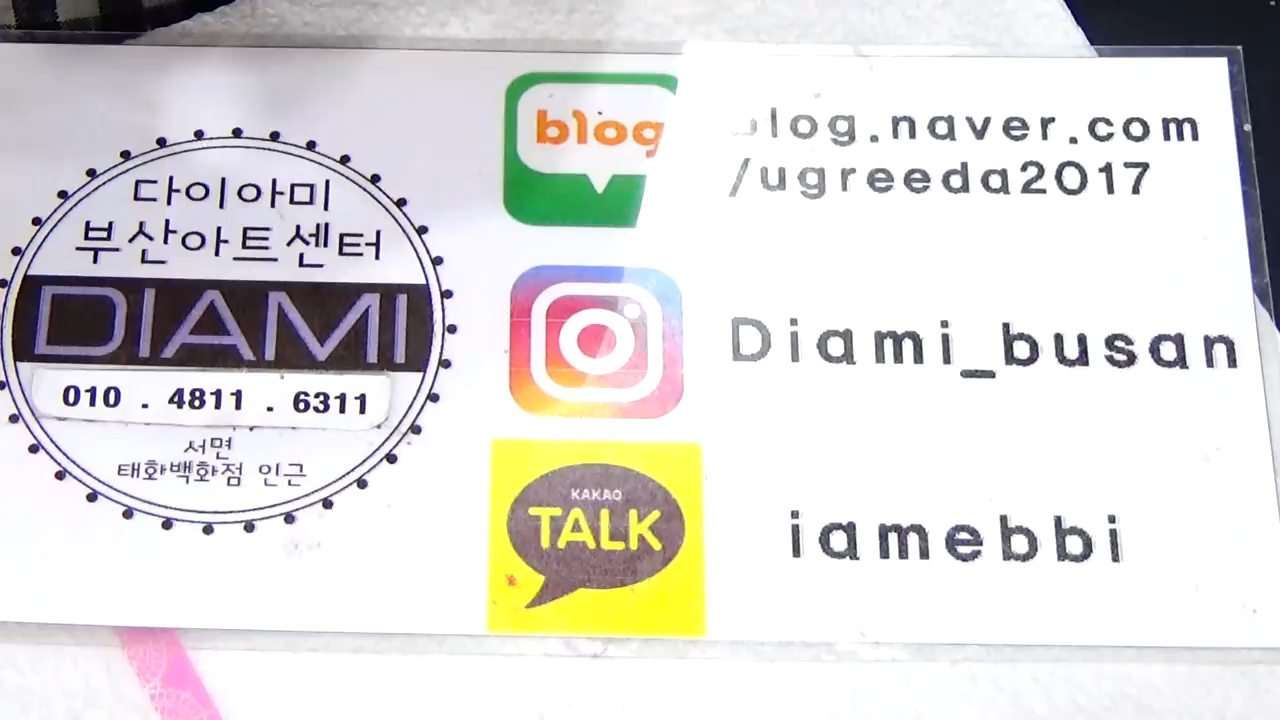 다이아미
부산아트센터
DIAMI
010 . 4811 . 6311
서면
태화백화점 인근
blog
blog.naver.com
/ugreeda2017
Diami_busan
KAKAO
TALK
iamebbi